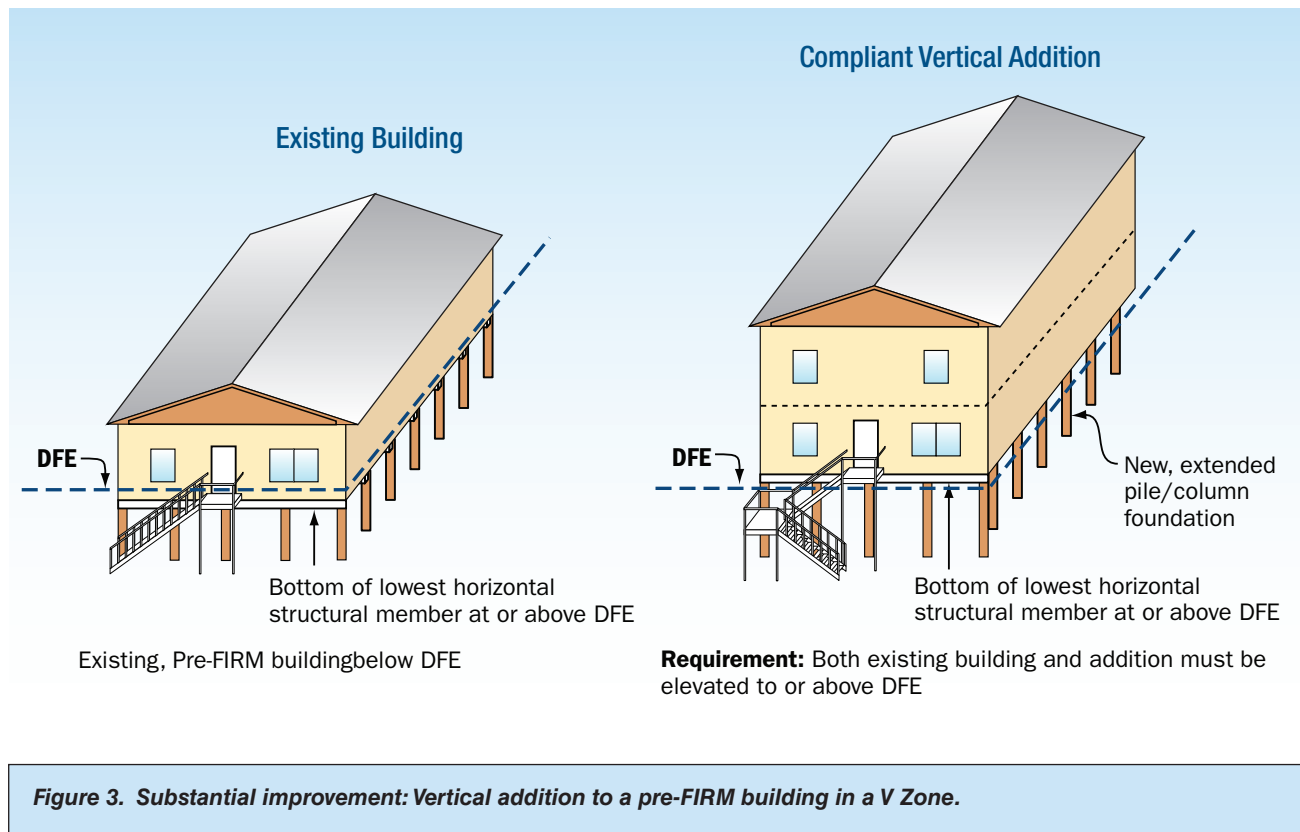 Existing Building
DFE
Bottom of lowest horizontal
structural member at or above DFE
Existing, Pre-FIRM buildingbelow DFE
Compliant Vertical Addition
DFE
New, extended
pile/column
foundation
Bottom of lowest horizontal
structural member at or above DFE
Requirement: Both existing building and addition must be
elevated to or above DFE
Figure 3. Substantial improvement: Vertical addition to a pre-FIRM building in a V Zone.